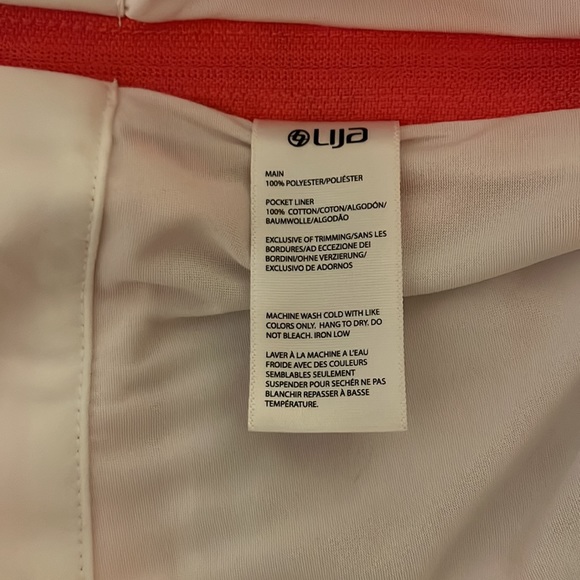 LIJA
MAIN
100% POLYESTER/POLIÉSTER
POCKET LINER
100% COTTON/COTON/ALGODÓN/
BAUMWOLLE/ALGODÃO
EXCLUSIVE OF TRIMMING/SANS LES
BORDURES/AD ECCEZIONE DEI
BORDINI/OHNE VERZIERUNG/
EXCLUSIVO DE ADORNOS
MACHINE WASH COLD WITH LIKE
COLORS ONLY. HANG TO DRY. DO
NOT BLEACH. IRON LOW
LAVER À LA MACHINE A L'EAU
FROIDE AVEC DES COULEURS
SEMBLABLES SEULEMENT
SUSPENDER POUR SECHÉR NE PAS
BLANCHIR REPASSER À BASSE
TEMPÉRATURE.